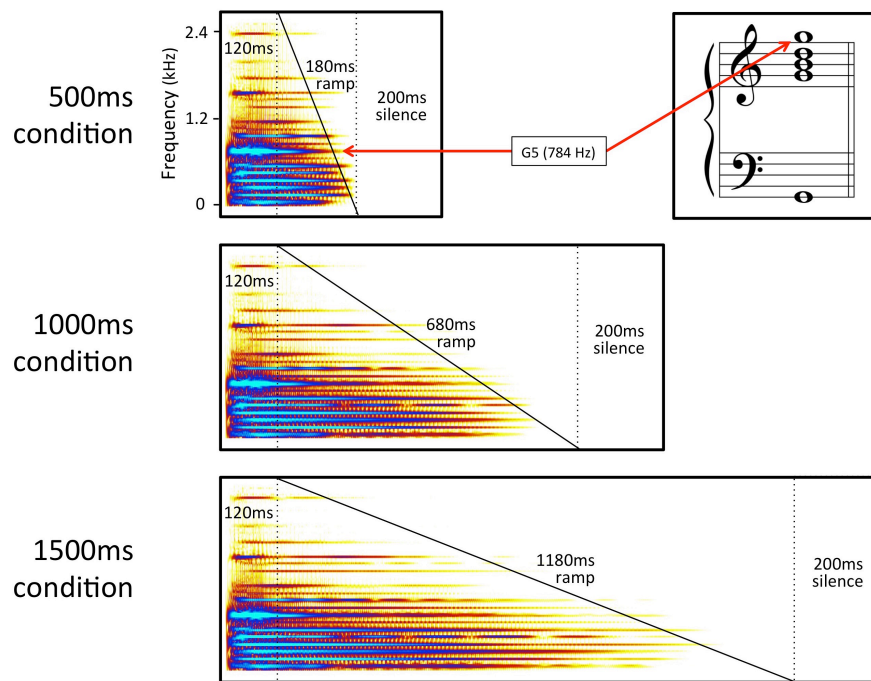 500ms
condition
Frequency (kHz)
2.4
1.2
0
120ms
180ms
ramp
200ms
silence
G5 (784 Hz)
1000ms
condition
120ms
680ms
ramp
200ms
silence
1500ms
condition
120ms
1180ms
ramp
200ms
silence